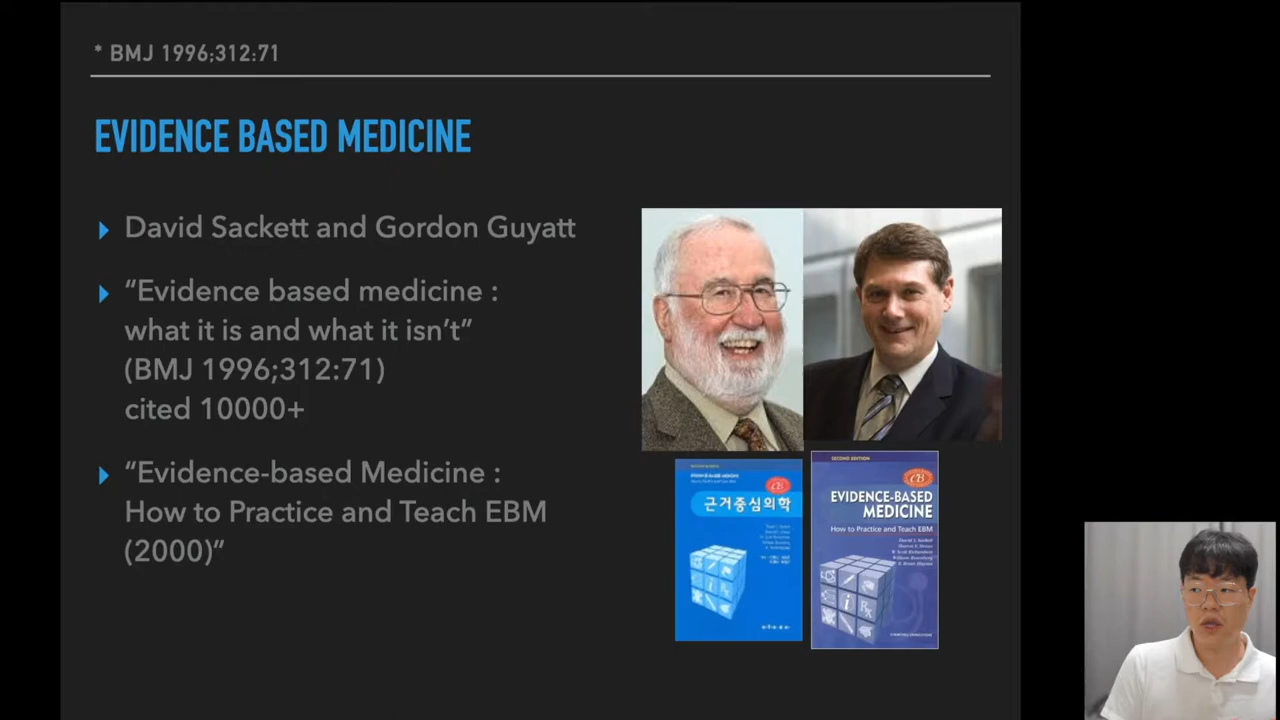 * BMJ 1996;312:71
EVIDENCE BASED MEDICINE
David Sackett and Gordon Guyatt
“Evidence based medicine :
what it is and what it isn’t”
(BMJ 1996;312:71)
cited 10000+
“Evidence-based Medicine :
How to Practice and Teach EBM
(2000)”
근거중심의학
SECOND EDITION
EVIDENCE-BASED
MEDICINE
How to Practice and Teach EBM